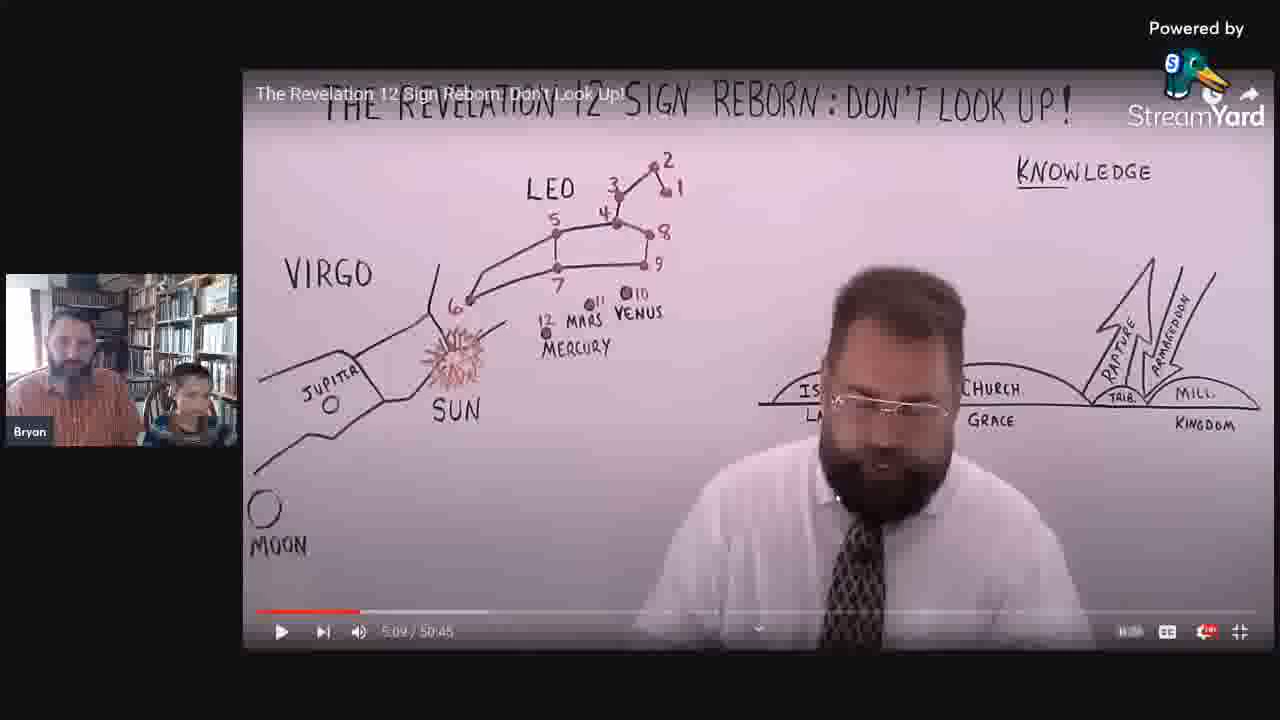 Powered by
StreamYard
The Revelation 12 Sign Reborn: Don't Look Up!
THE REVELATION 12 SIGN REBORN: DON'T LOOK UP!
KNOWLEDGE
LEO
2
3
1
4
5
8
7
9
VIRGO
6
11
10
12
MARS
VENUS
MERCURY
JUPITER
SUN
MOON
RAPTURE
ARMAGEDDON
CHURCH
TRIB.
MILL.
GRACE
KINGDOM
Bryan
5:09 / 50:45
CC